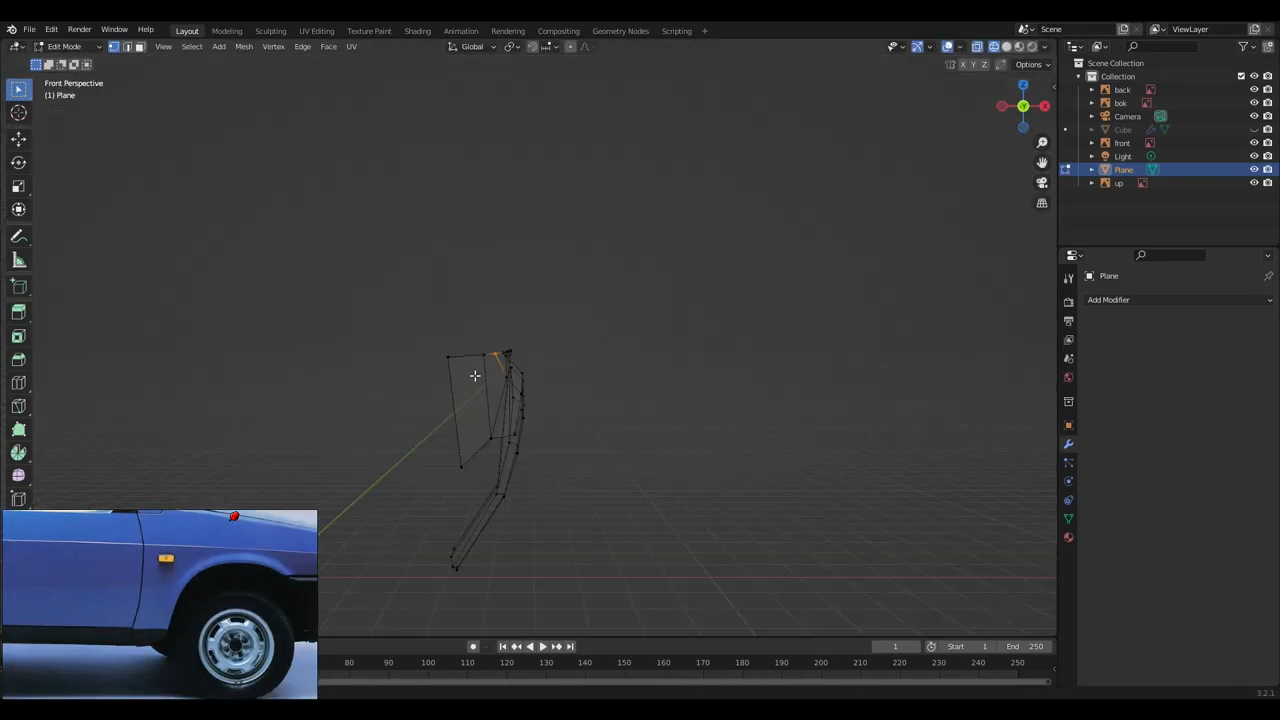 File Edit Render Window Help Layout Modeling Sculpting UV Editing Texture Paint Shading Animation Rendering Compositing Geometry Nodes Scripting + Scene ViewLayer
Edit Mode View Select Add Mesh Vertex Edge Face UV Global
X Y Z Options
Front Perspective
(1) Plane
Scene Collection
Collection
back
bok
Camera
Cube
front
Light
Plane
up
Plane
Add Modifier
1 Start 1 End 250
80 90 100 110 120 130 140 150 160 170 180 190 200 210 220 230 240 250
3.2.1